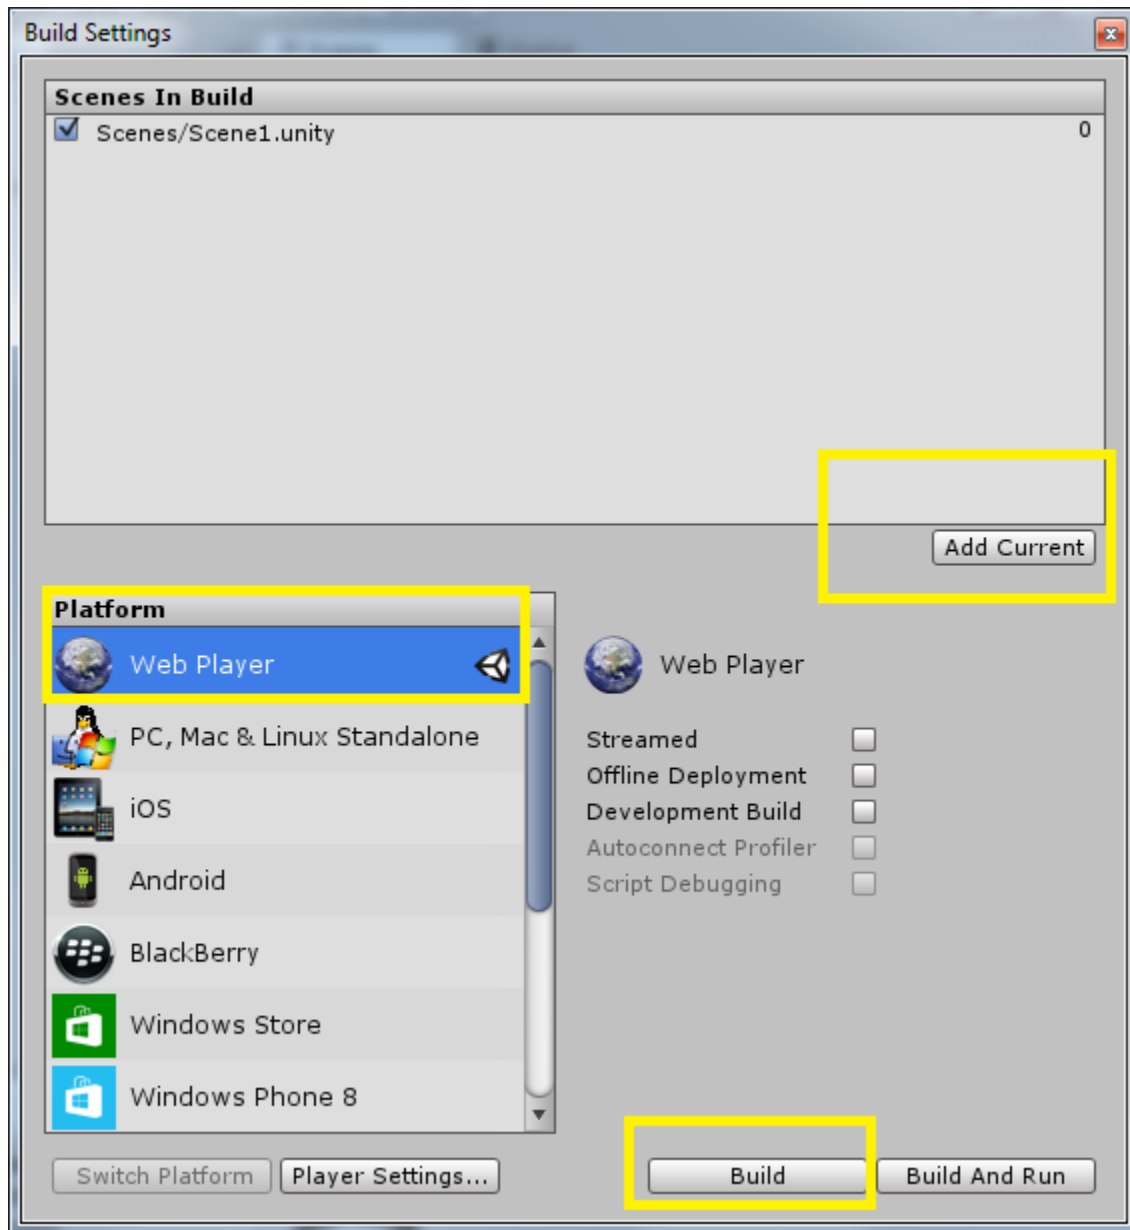 Build Settings
Scenes In Build
Scenes/Scene1.unity 0
Add Current
Platform
Web Player
PC, Mac & Linux Standalone
iOS
Android
BlackBerry
Windows Store
Windows Phone 8
Web Player
Streamed
Offline Deployment
Development Build
Autoconnect Profiler
Script Debugging
Switch Platform Player Settings... Build Build And Run